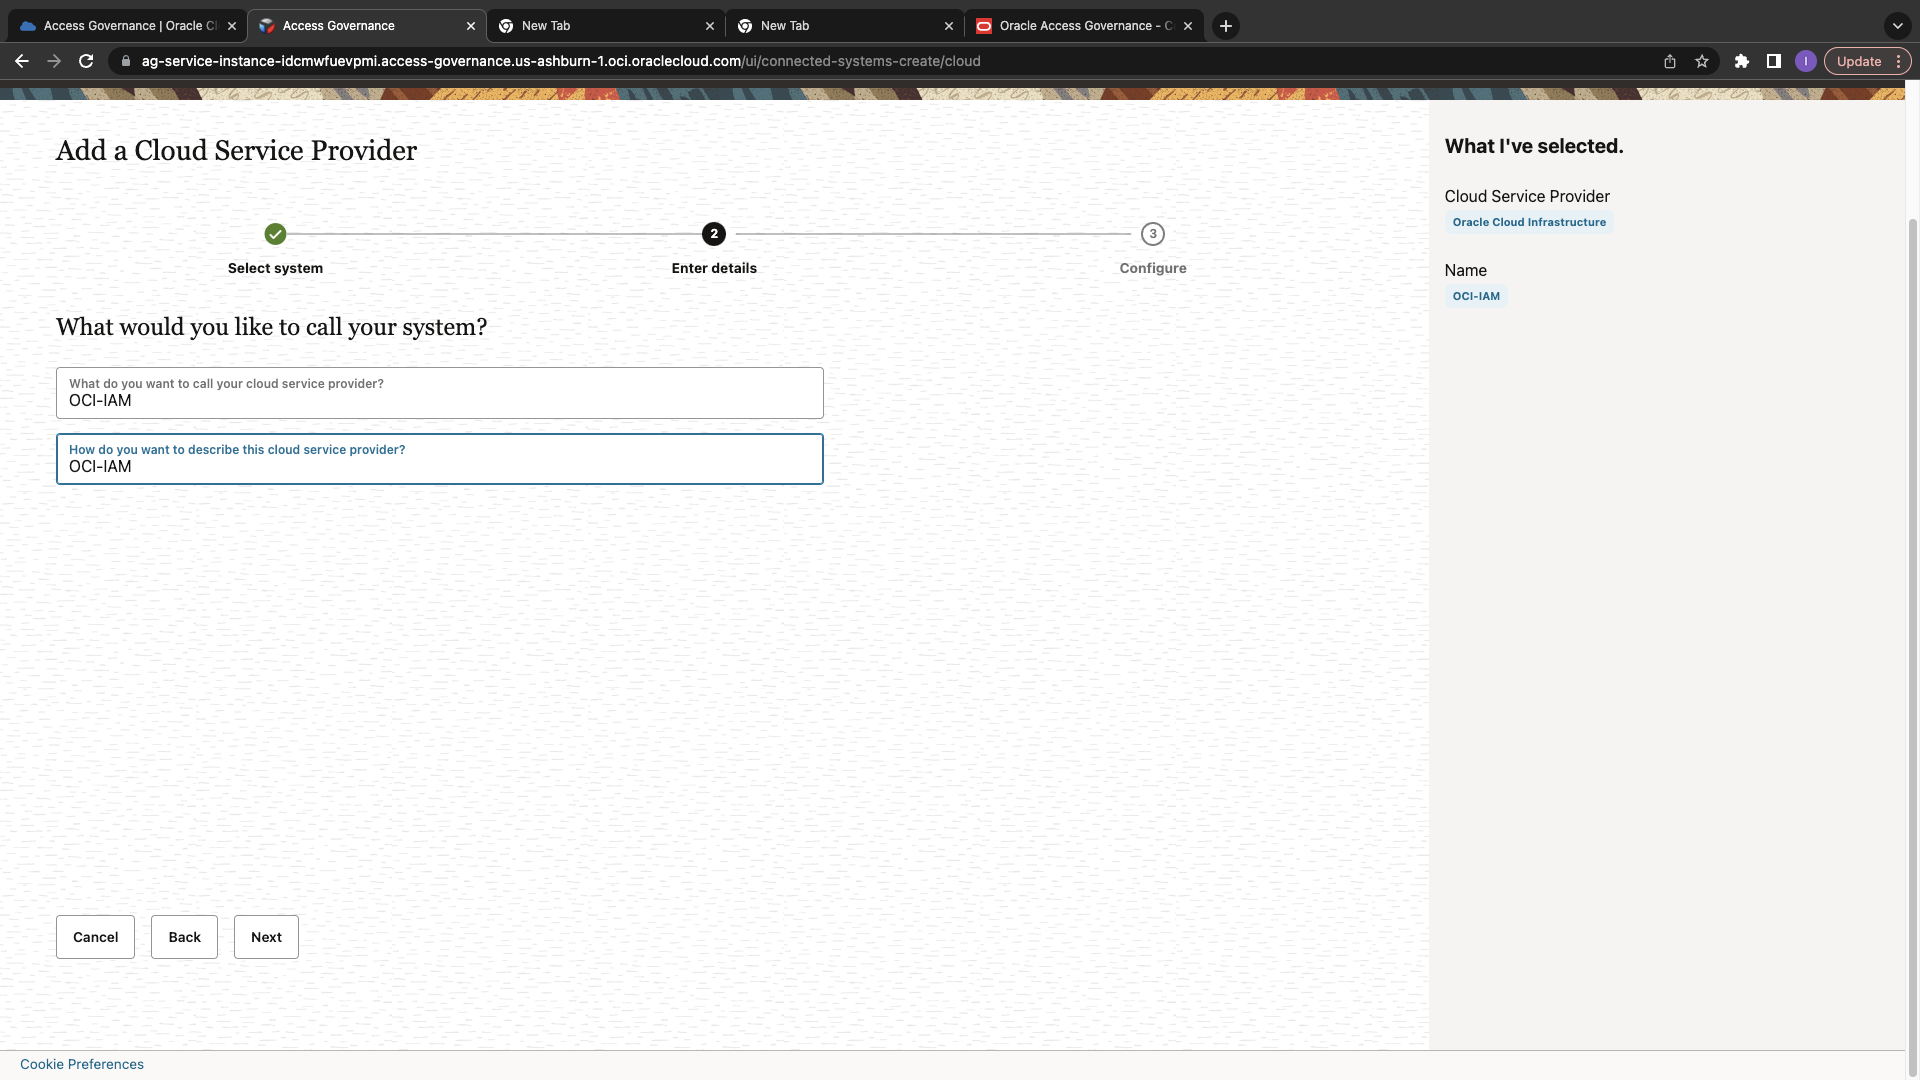 Access Governance | Oracle Cl
Access Governance
New Tab
New Tab
Oracle Access Governance - C
ag-service-instance-idcmwfuevpmi.access-governance.us-ashburn-1.oci.oraclecloud.com/ui/connected-systems-create/cloud
I
Update
Add a Cloud Service Provider
2
3
Select system
Enter details
Configure
What would you like to call your system?
What do you want to call your cloud service provider?
OCI-IAM
How do you want to describe this cloud service provider?
OCI-IAM
Cancel
Back
Next
What I've selected.
Cloud Service Provider
Oracle Cloud Infrastructure
Name
OCI-IAM
Cookie Preferences